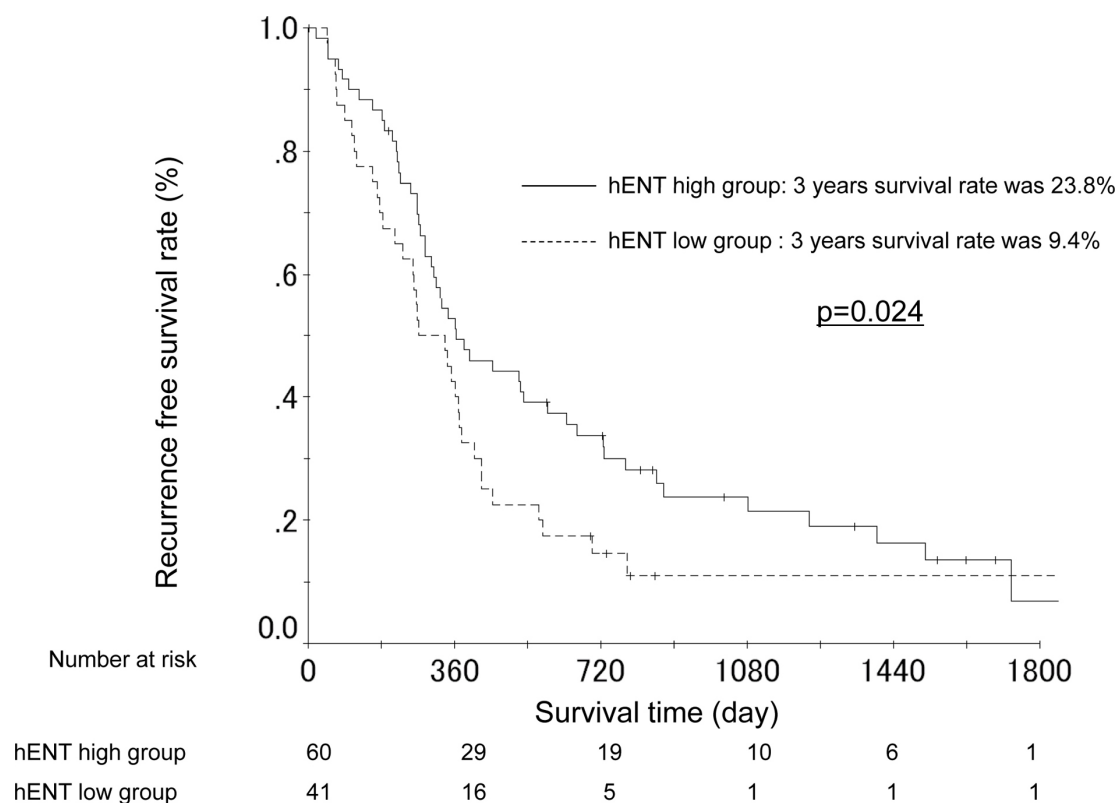 1.0
.8
.6
.4
.2
0.0
Recurrence free survival rate (%)
hENT high group: 3 years survival rate was 23.8%
hENT low group : 3 years survival rate was 9.4%
p=0.024
Number at risk
0 360 720 1080 1440 1800
Survival time (day)
hENT high group 60 29 19 10 6 1
hENT low group 41 16 5 1 1 1